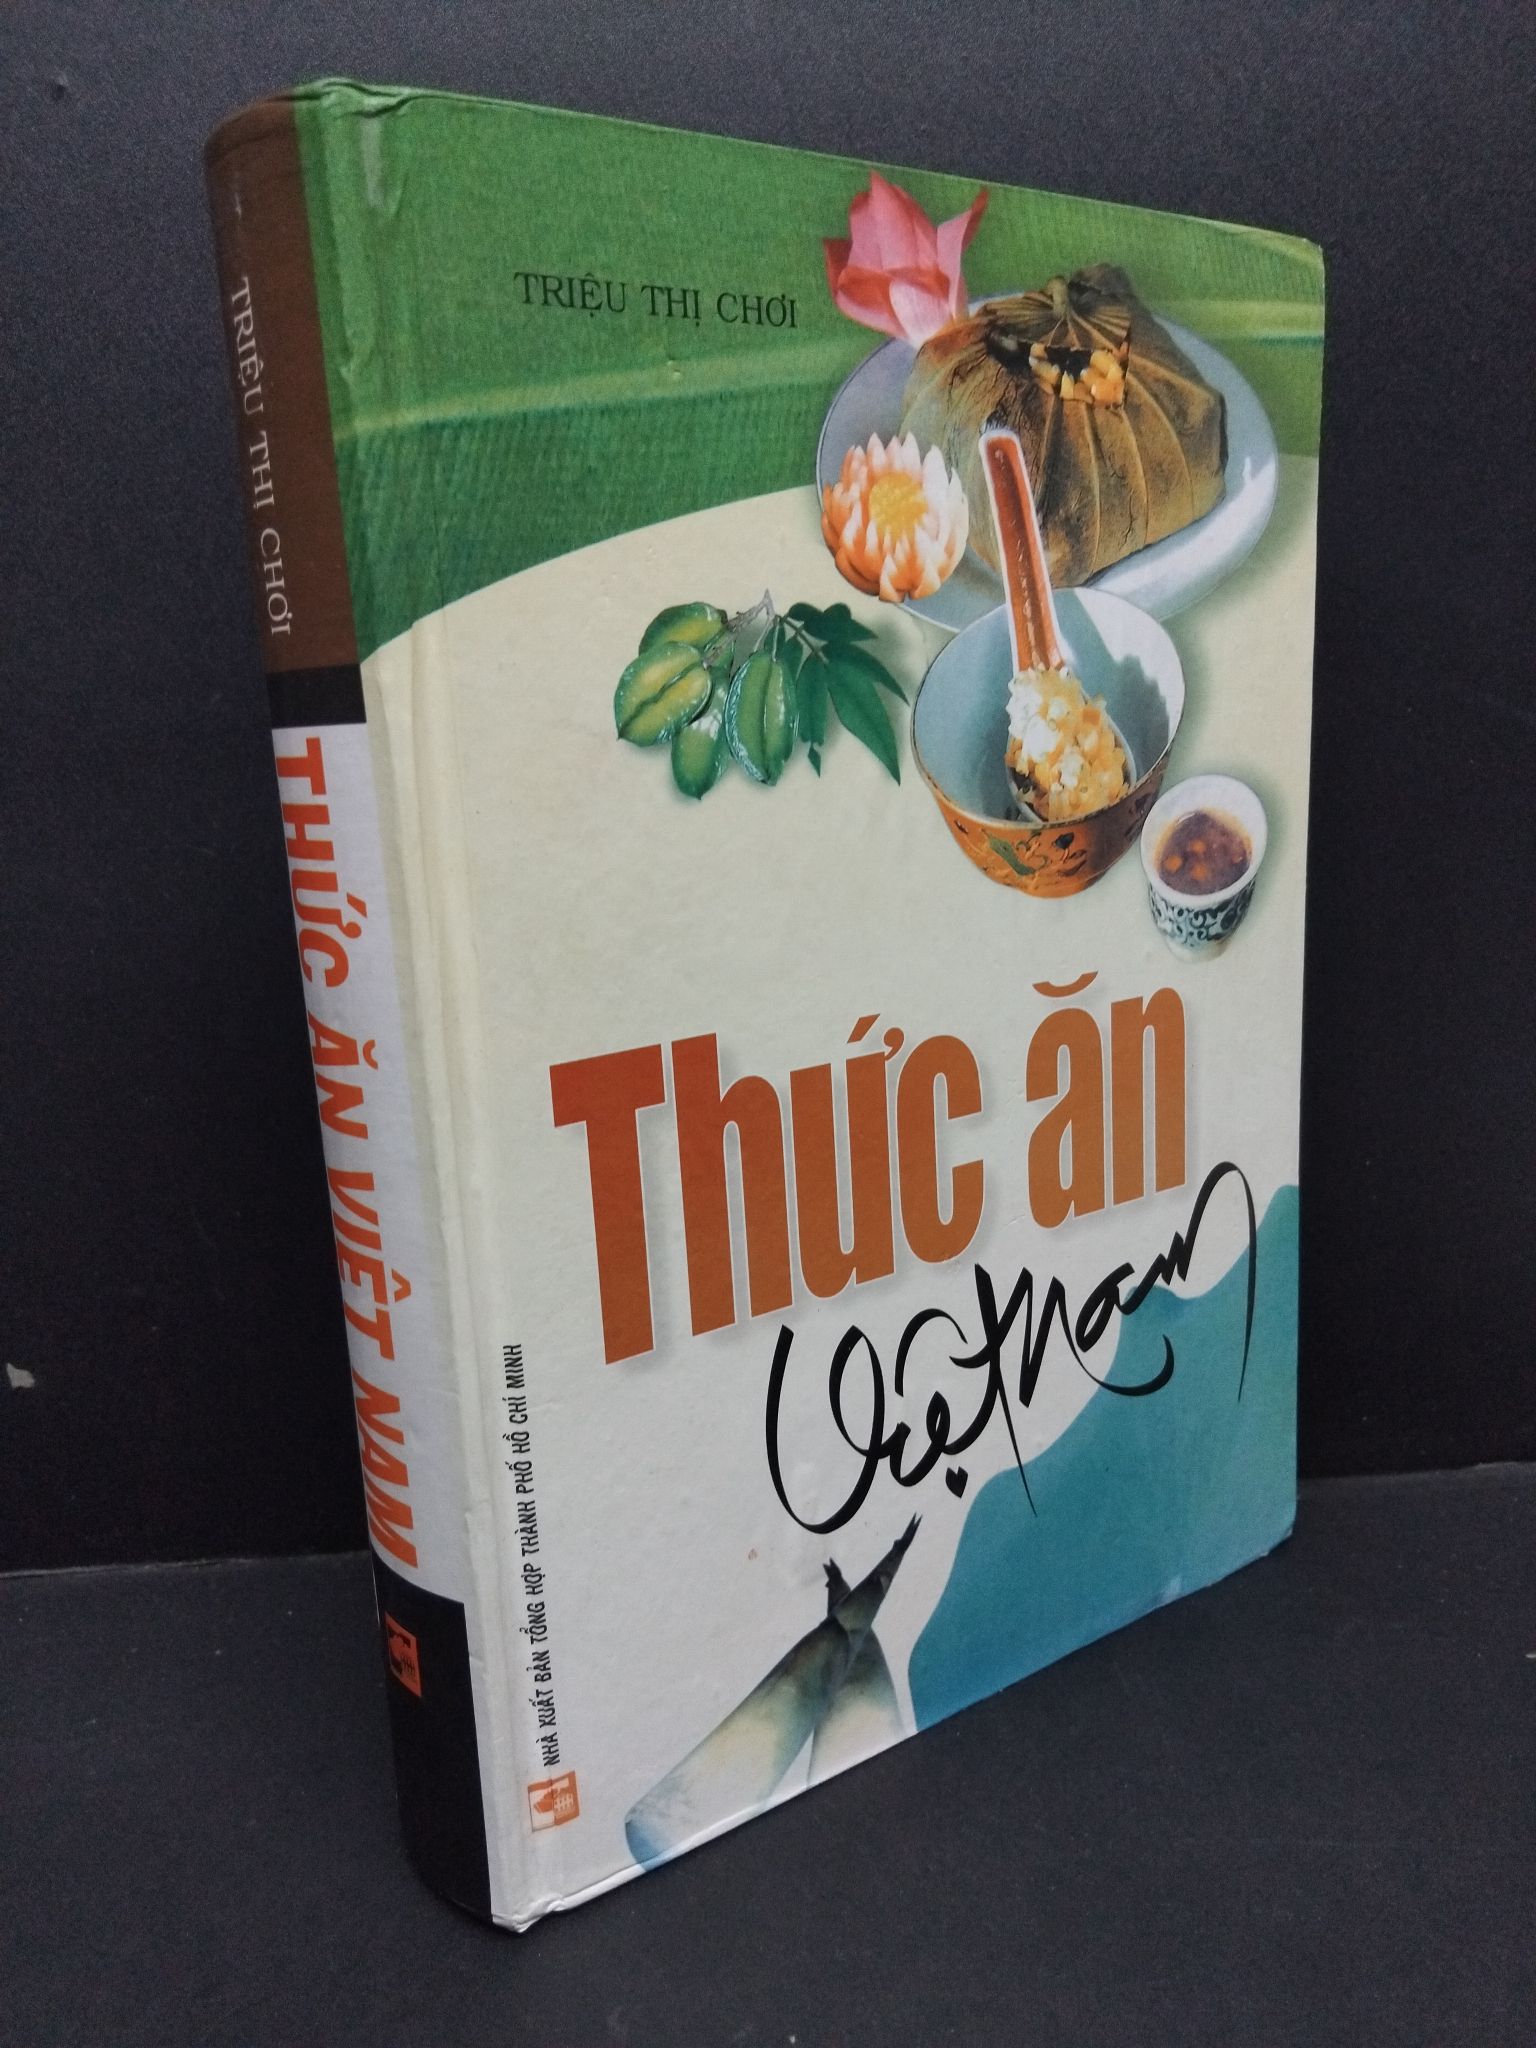 TRIỆU THỊ CHƠI
Thức ăn
Việt Nam
NHÀ XUẤT BẢN TỔNG HỢP THÀNH PHỐ HỒ CHÍ MINH
TRIỆU THỊ CHƠI
THỨC ĂN VIỆT NAM